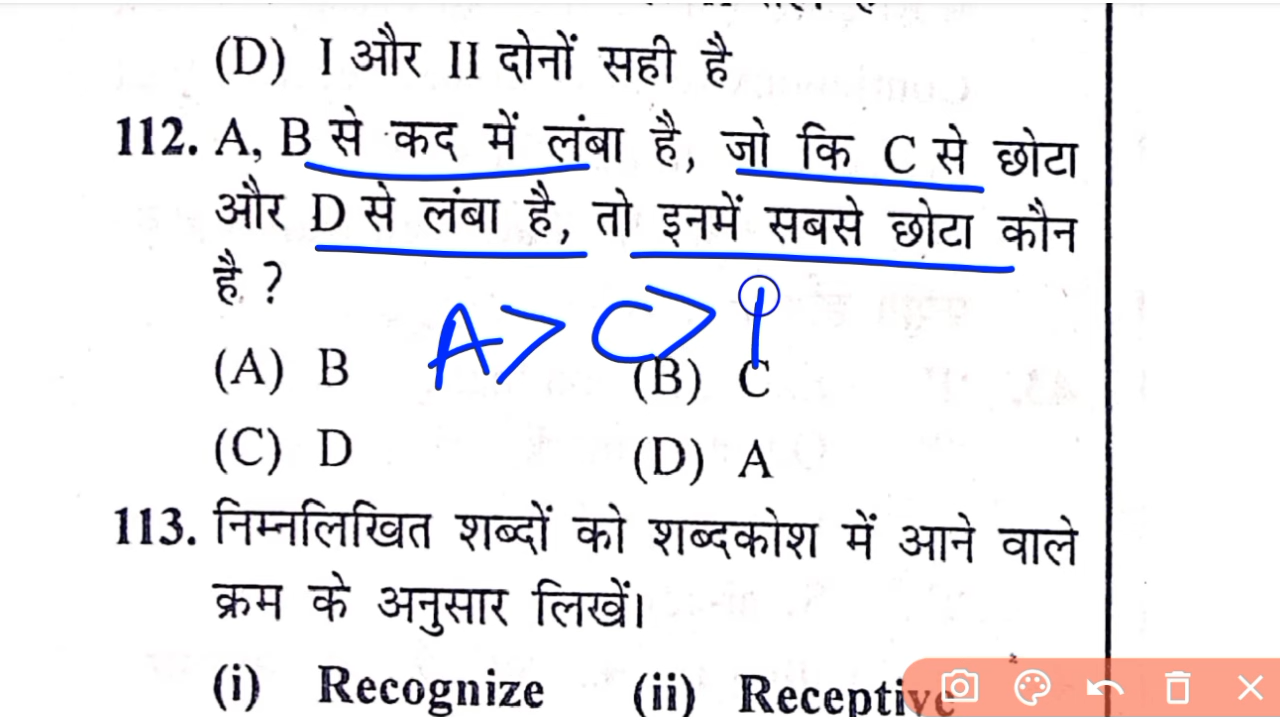 (D) I और II दोनों सही है
112. A, B से कद में लंबा है, जो कि C से छोटा
और D से लंबा है, तो इनमें सबसे छोटा कौन
है ?
A > C >
(A) B (B) C
(C) D (D) A
113. निम्नलिखित शब्दों को शब्दकोश में आने वाले
क्रम के अनुसार लिखें।
(i) Recognize (ii) Receptive